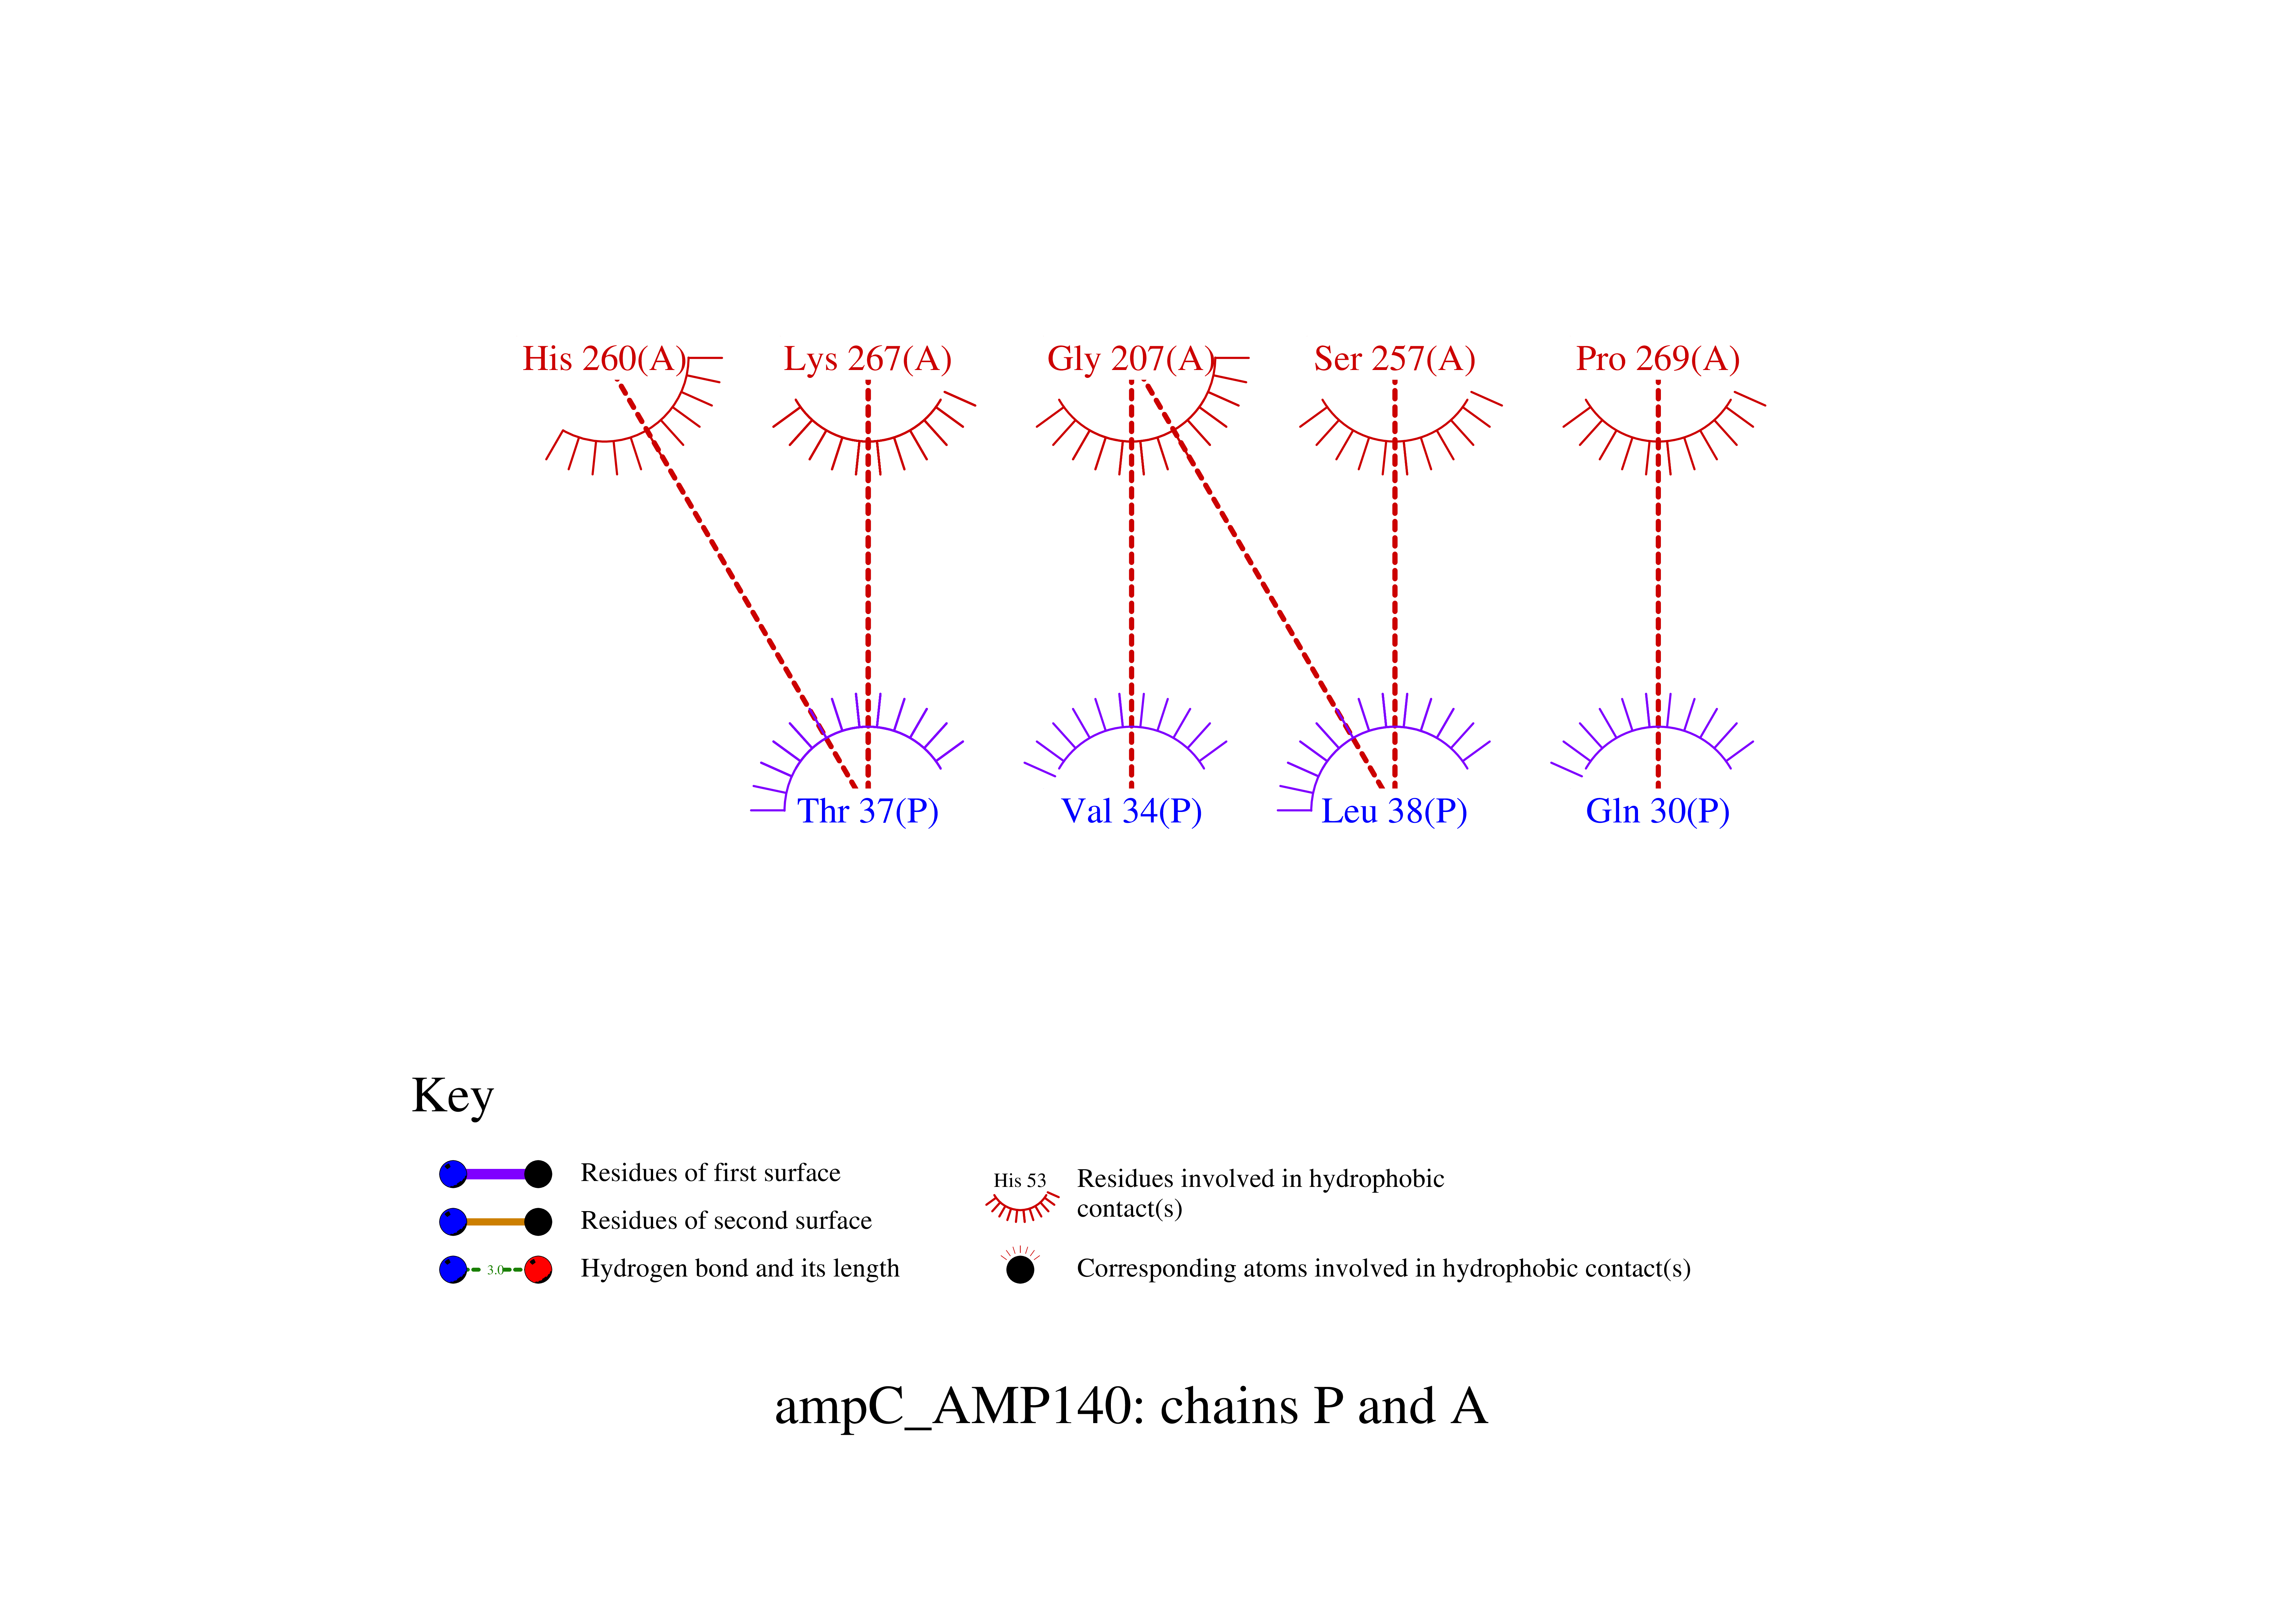 His 260(A) Lys 267(A) Gly 207(A) Ser 257(A) Pro 269(A)
Thr 37(P) Val 34(P) Leu 38(P) Gln 30(P)
Key
Residues of first surface
Residues of second surface
3.0 Hydrogen bond and its length
His 53 Residues involved in hydrophobic
contact(s)
Corresponding atoms involved in hydrophobic contact(s)
ampC_AMP140: chains P and A